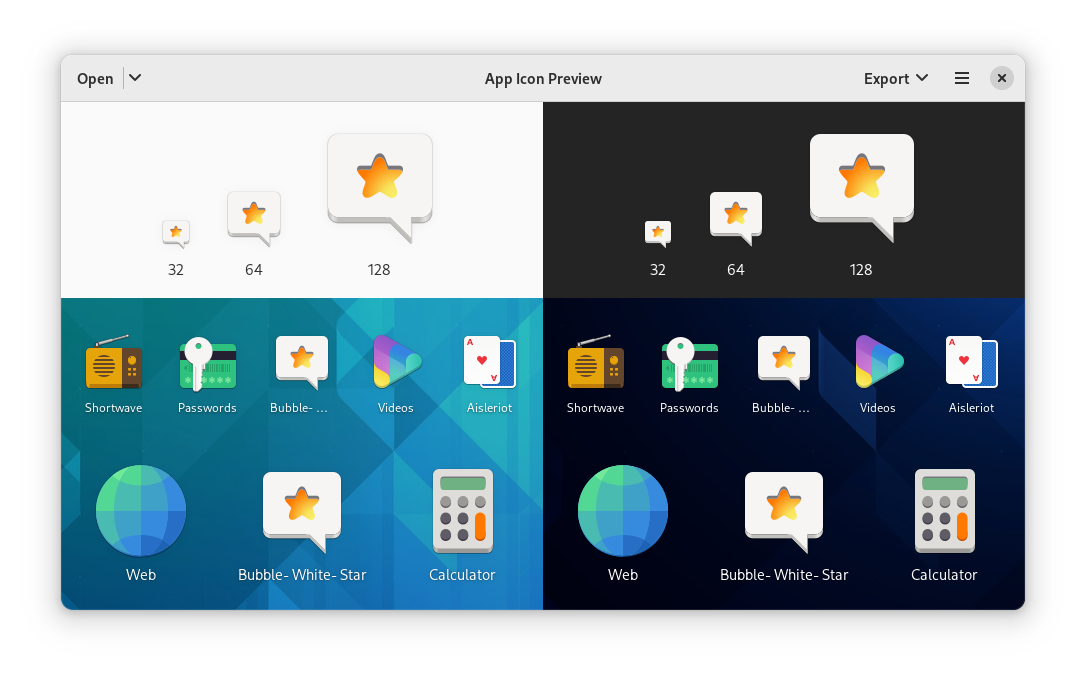 Open
App Icon Preview
Export
32
64
128
32
64
128
A
A
Shortwave
Passwords
Bubble- ...
Videos
Aisleriot
A
A
Shortwave
Passwords
Bubble- ...
Videos
Aisleriot
Web
Bubble- White- Star
Calculator
Web
Bubble- White- Star
Calculator